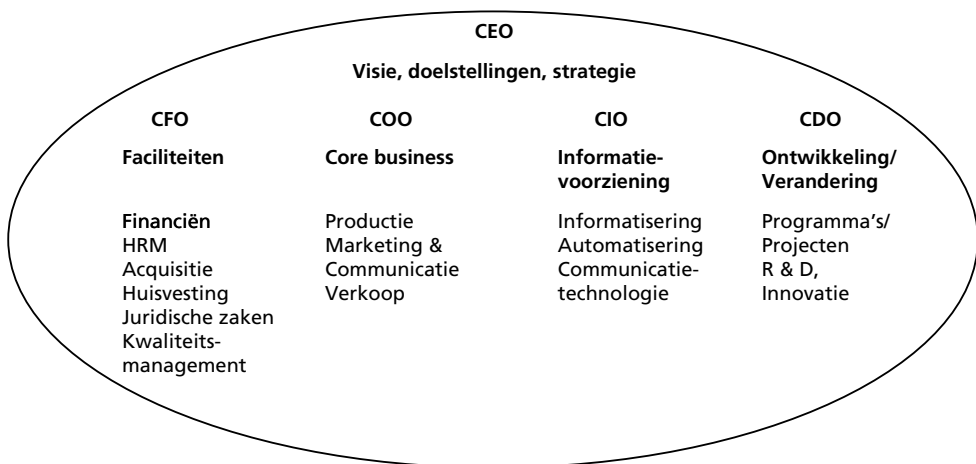 CEO
Visie, doelstellingen, strategie
CFO
Faciliteiten
Financiën
HRM
Acquisitie
Huisvesting
Juridische zaken
Kwaliteits-
management
COO
Core business
Productie
Marketing &
Communicatie
Verkoop
CIO
Informatie-
voorziening
Informatisering
Automatisering
Communicatie-
technologie
CDO
Ontwikkeling/
Verandering
Programma's/
Projecten
R & D,
Innovatie